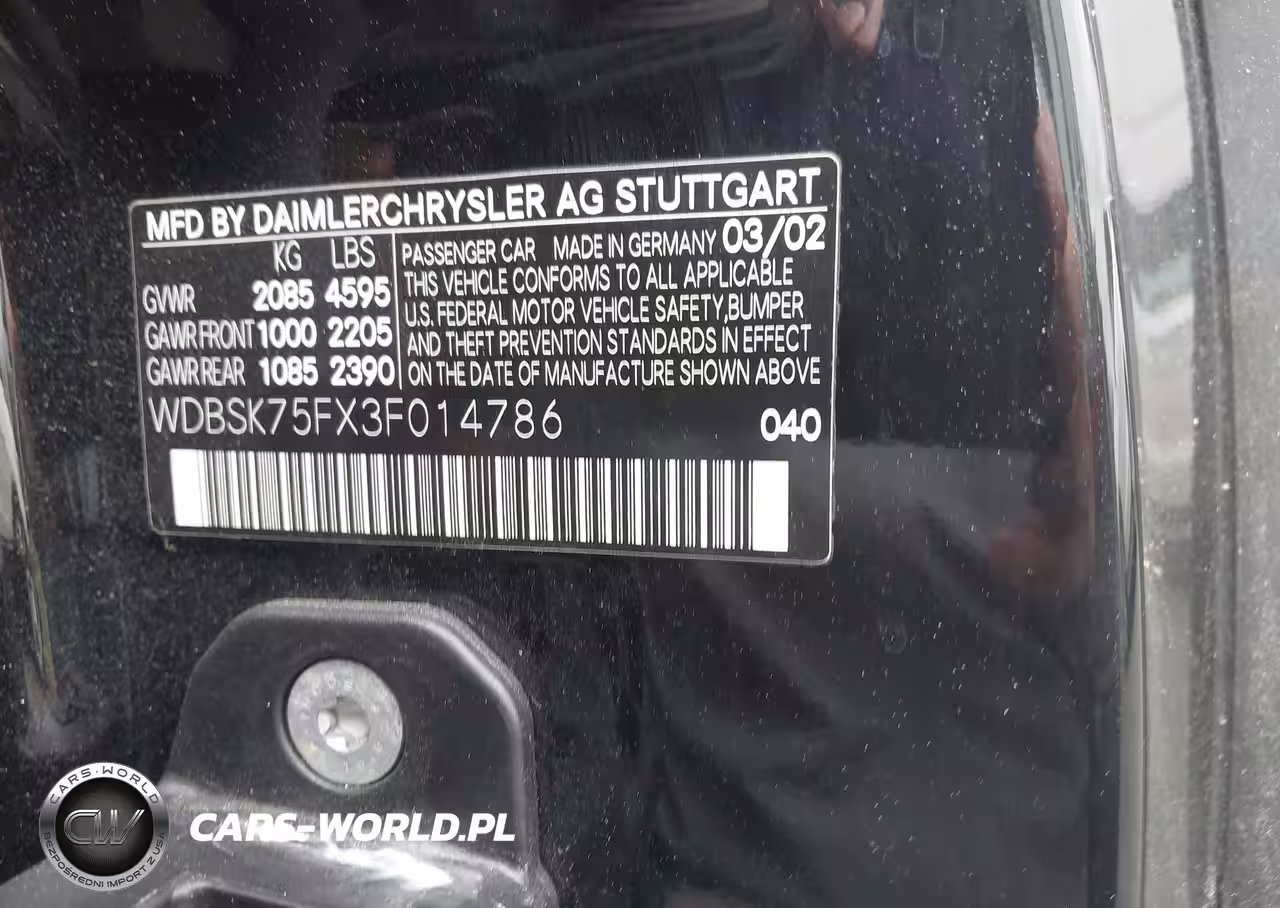 MFD BY DAIMLERCHRYSLER AG STUTTGART
KG LBS
GVWR 2085 4595
GAWR FRONT 1000 2205
GAWR REAR 1085 2390
PASSENGER CAR MADE IN GERMANY 03/02
THIS VEHICLE CONFORMS TO ALL APPLICABLE
U.S. FEDERAL MOTOR VEHICLE SAFETY,BUMPER
AND THEFT PREVENTION STANDARDS IN EFFECT
ON THE DATE OF MANUFACTURE SHOWN ABOVE
WDBSK75FX3F014786 040
CARS-WORLD
CW
BEZPOŚREDNI IMPORT Z USA
CARS-WORLD.PL